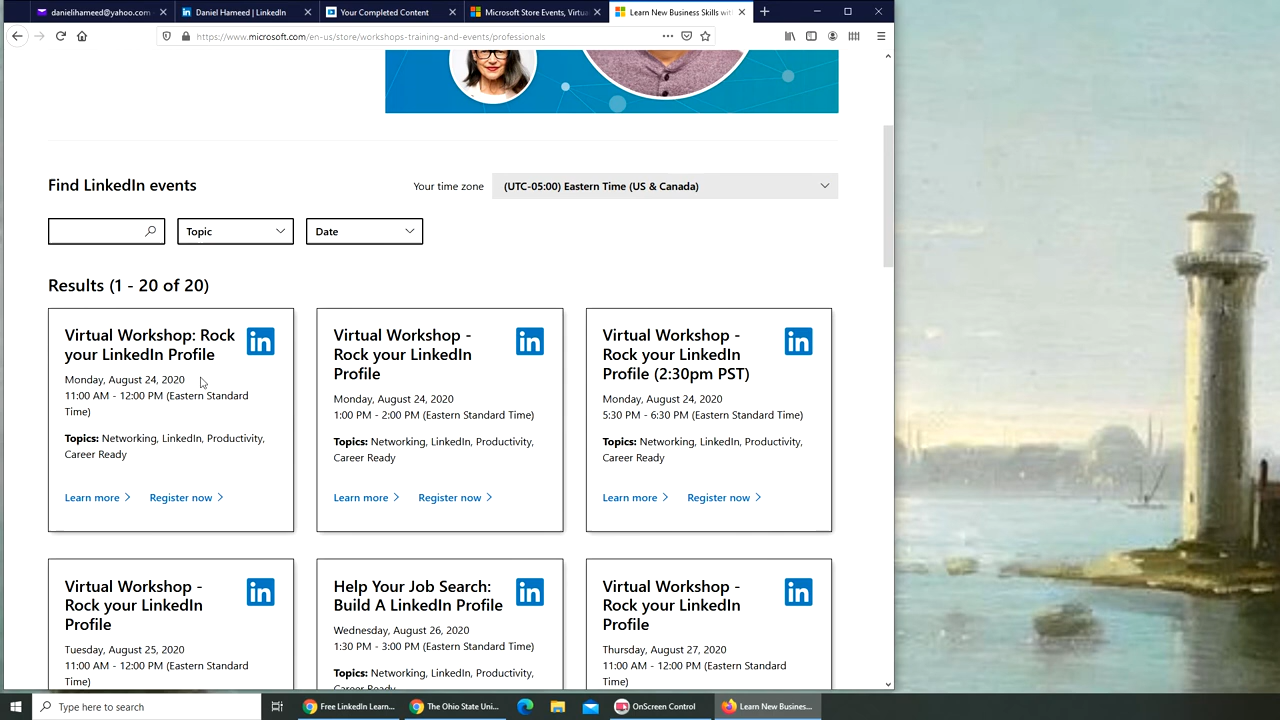 danielihameed@yahoo.com
Daniel Hameed | LinkedIn
Your Completed Content
Microsoft Store Events, Virtua
Learn New Business Skills wit
https://www.microsoft.com/en-us/store/workshops-training-and-events/professionals
Find LinkedIn events
Your time zone
(UTC-05:00) Eastern Time (US & Canada)
Topic
Date
Results (1 - 20 of 20)
Virtual Workshop: Rock
your LinkedIn Profile
in
Monday, August 24, 2020
11:00 AM - 12:00 PM (Eastern Standard
Time)
Topics: Networking, LinkedIn, Productivity,
Career Ready
Learn more
Register now
Virtual Workshop -
Rock your LinkedIn
Profile
in
Monday, August 24, 2020
1:00 PM - 2:00 PM (Eastern Standard Time)
Topics: Networking, LinkedIn, Productivity,
Career Ready
Learn more
Register now
Virtual Workshop -
Rock your LinkedIn
Profile (2:30pm PST)
in
Monday, August 24, 2020
5:30 PM - 6:30 PM (Eastern Standard Time)
Topics: Networking, LinkedIn, Productivity,
Career Ready
Learn more
Register now
Virtual Workshop -
Rock your LinkedIn
Profile
in
Tuesday, August 25, 2020
11:00 AM - 12:00 PM (Eastern Standard
Time)
Help Your Job Search:
Build A LinkedIn Profile
in
Wednesday, August 26, 2020
1:30 PM - 3:00 PM (Eastern Standard Time)
Topics: Networking, LinkedIn, Productivity,
Career Ready
Virtual Workshop -
Rock your LinkedIn
Profile
in
Thursday, August 27, 2020
11:00 AM - 12:00 PM (Eastern Standard
Time)
Type here to search
Free LinkedIn Learn...
The Ohio State Uni...
OnScreen Control
Learn New Busines...